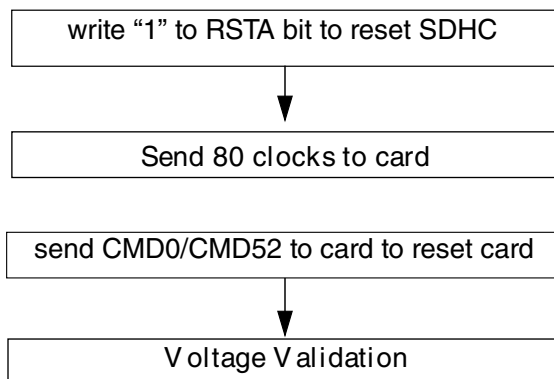 write “1” to RSTA bit to reset SDHC
Send 80 clocks to card
send CMD0/CMD52 to card to reset card
Voltage Validation